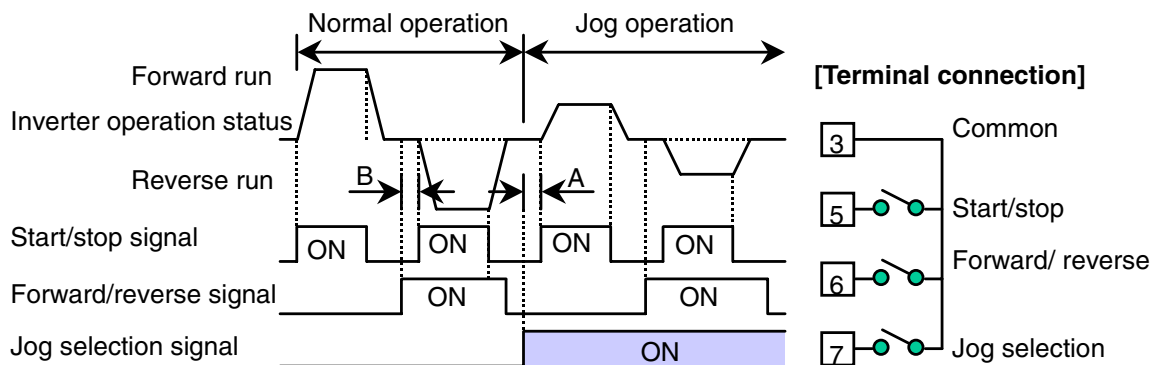 Normal operation
Jog operation
Forward run
[Terminal connection]
Inverter operation status
3
Common
Reverse run
B
A
5
Start/stop
Start/stop signal
ON
ON
ON
ON
Forward/ reverse
6
Forward/reverse signal
ON
ON
Jog selection signal
ON
7
Jog selection